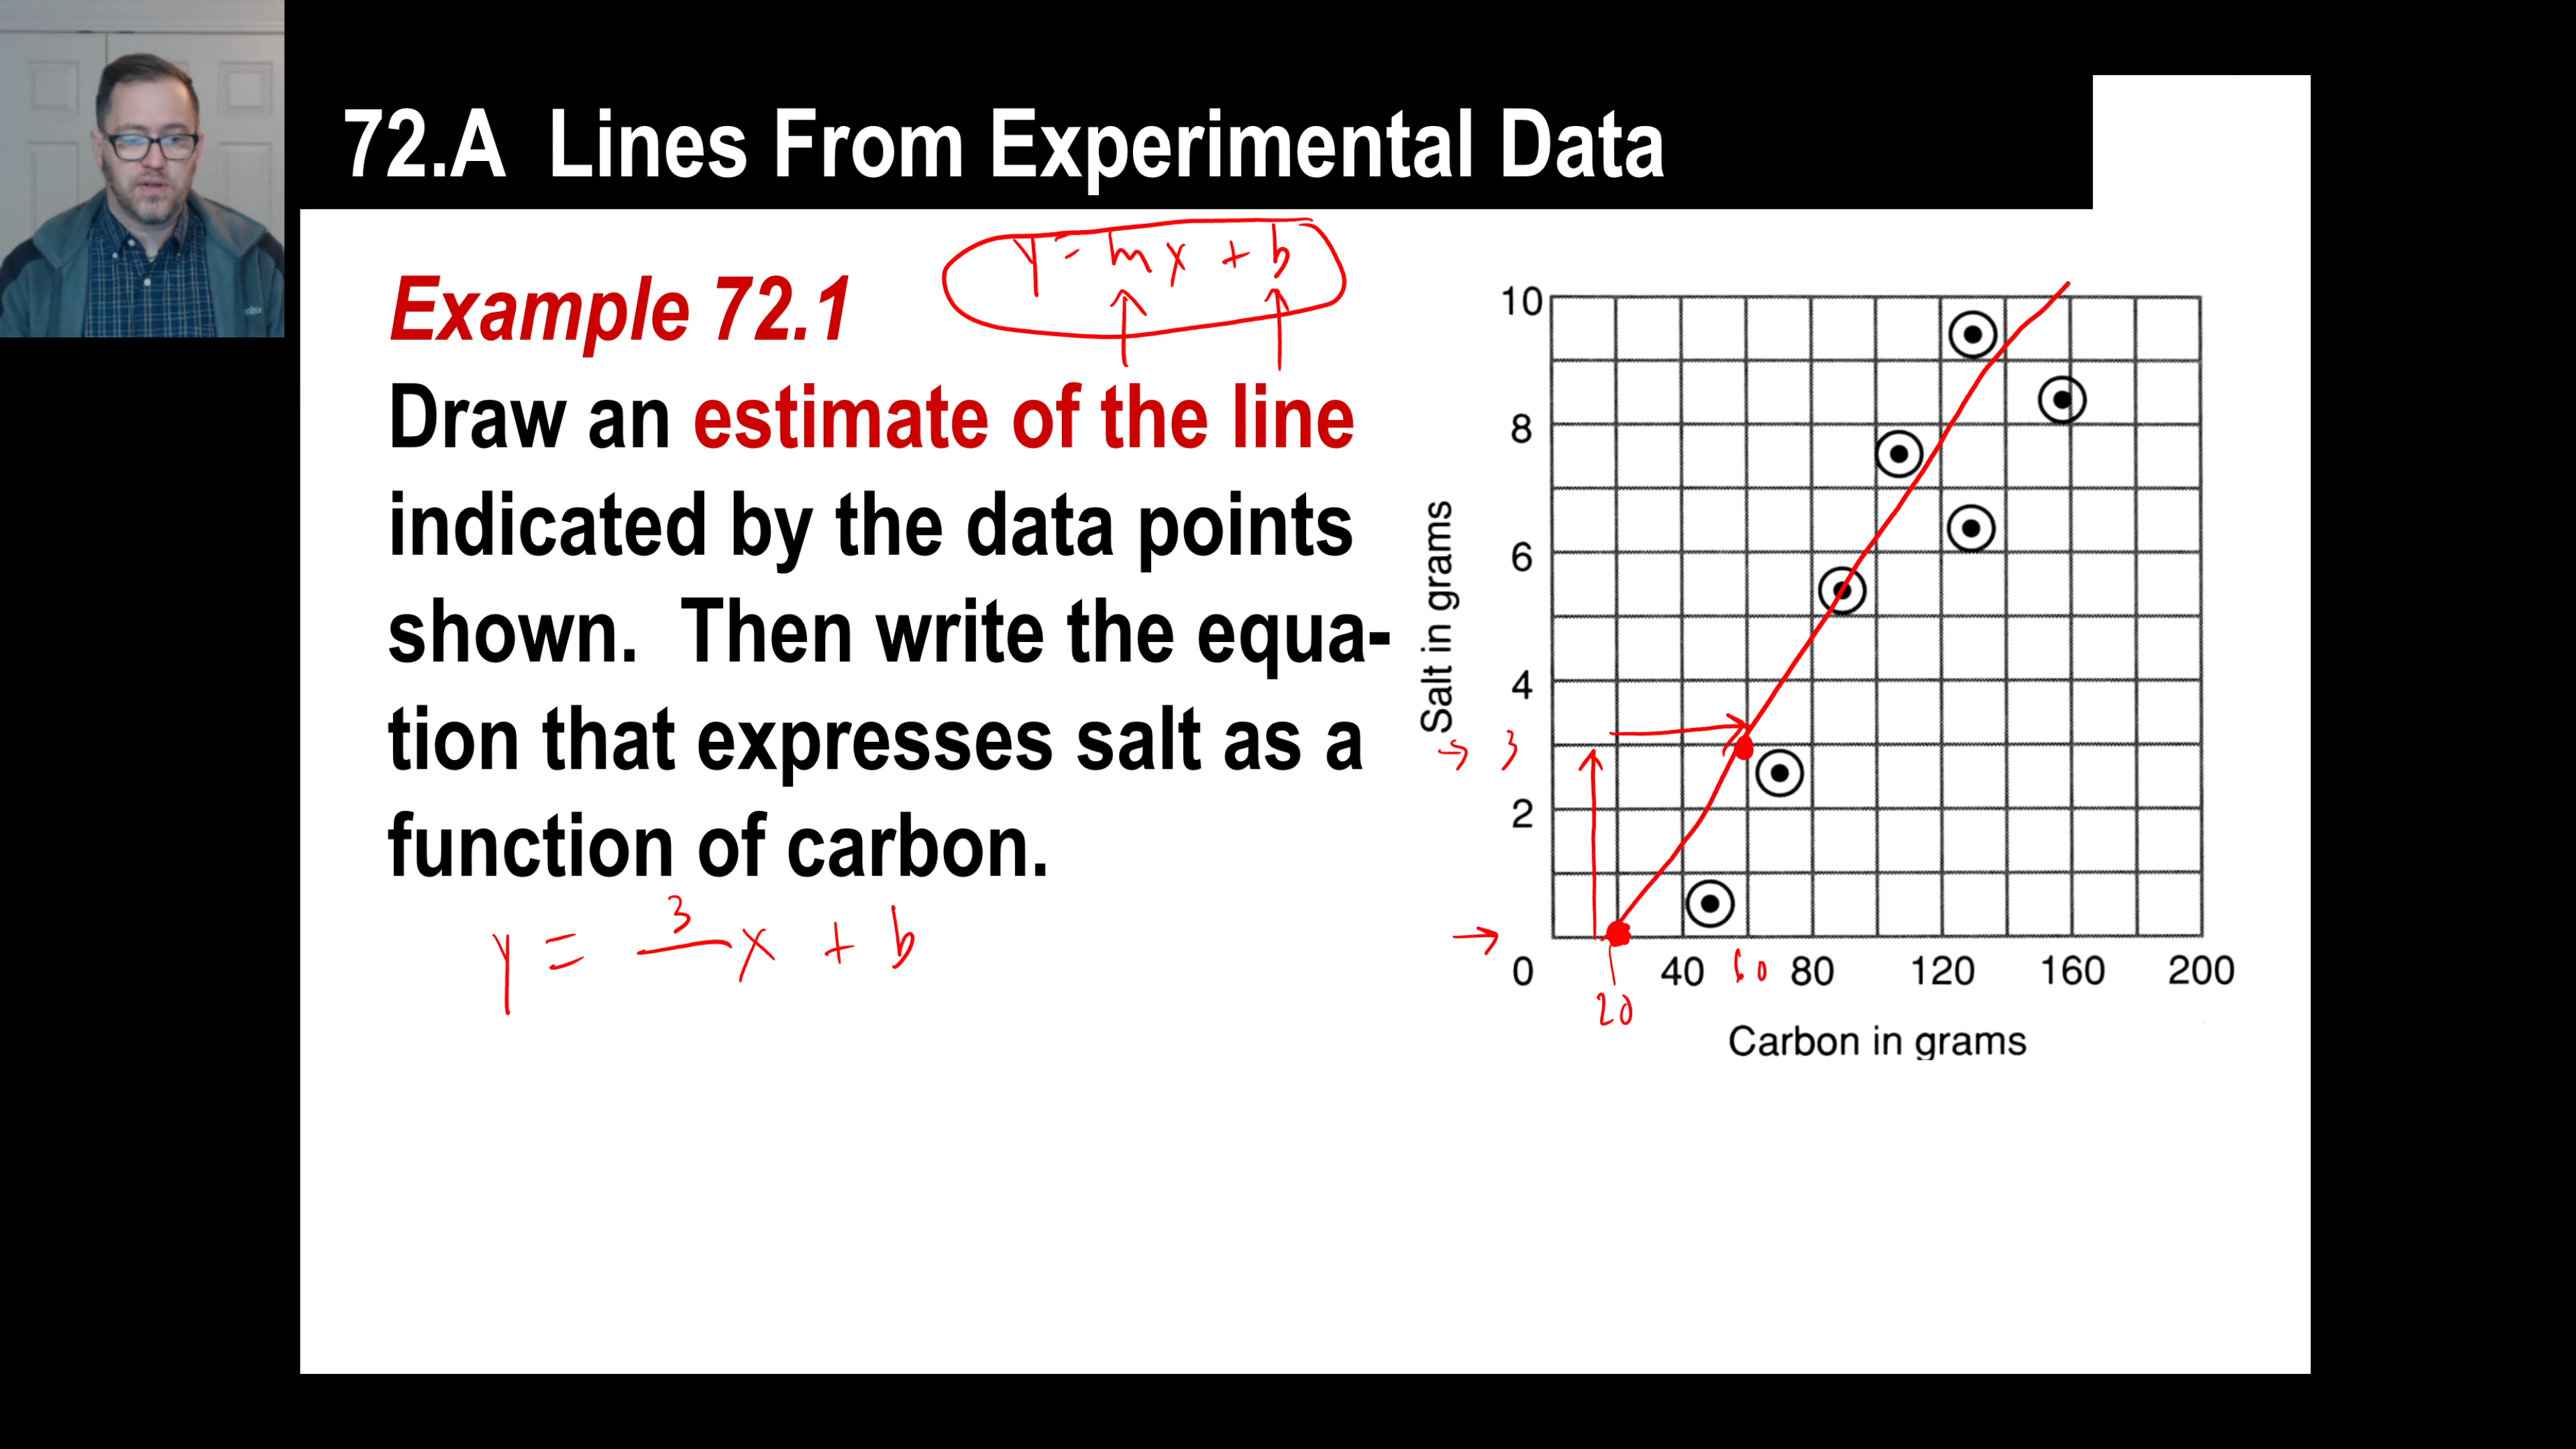 72.A Lines From Experimental Data
y = mx + b
Example 72.1
Draw an estimate of the line
indicated by the data points
shown. Then write the equa-
tion that expresses salt as a
function of carbon.
3
y = x + b
10
8
6
4
3
2
0 40 60 80 120 160 200
20
Salt in grams
Carbon in grams